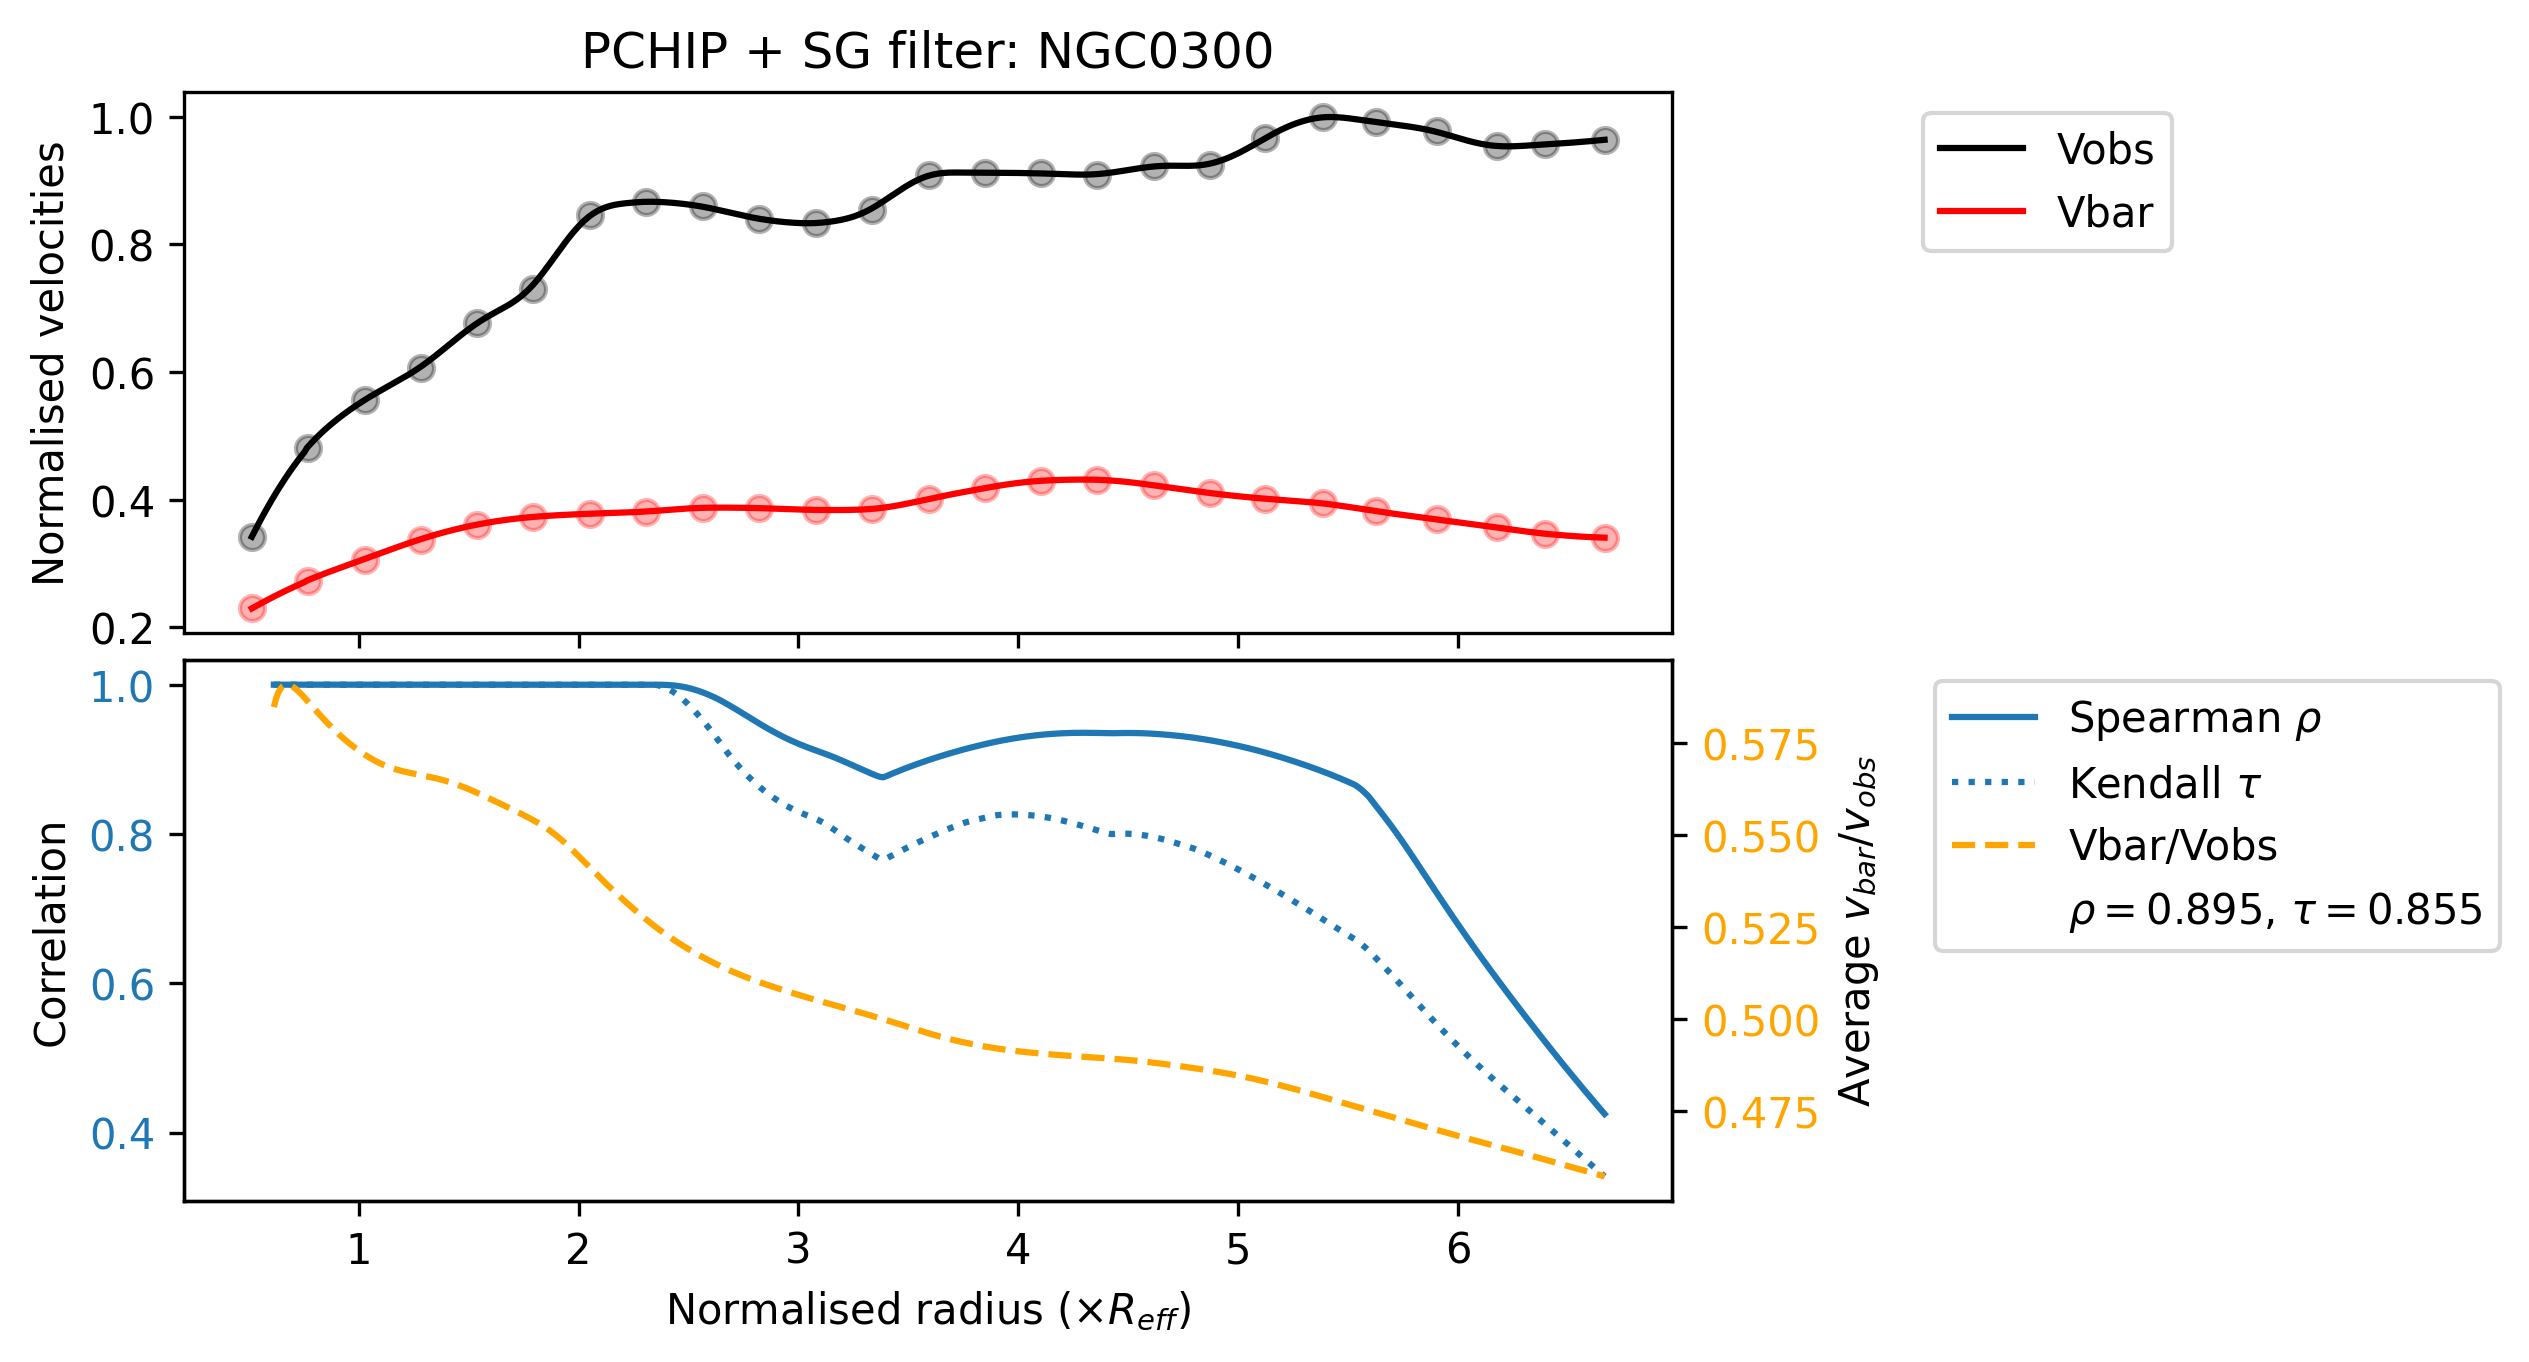 PCHIP + SG filter: NGC0300
Normalised velocities
1.0
0.8
0.6
0.4
0.2
Vobs
Vbar
Correlation
1.0
0.8
0.6
0.4
0.575
0.550
0.525
0.500
0.475
Average v_bar/v_obs
Spearman ρ
Kendall τ
Vbar/Vobs
ρ = 0.895, τ = 0.855
1 2 3 4 5 6
Normalised radius (×R_eff)